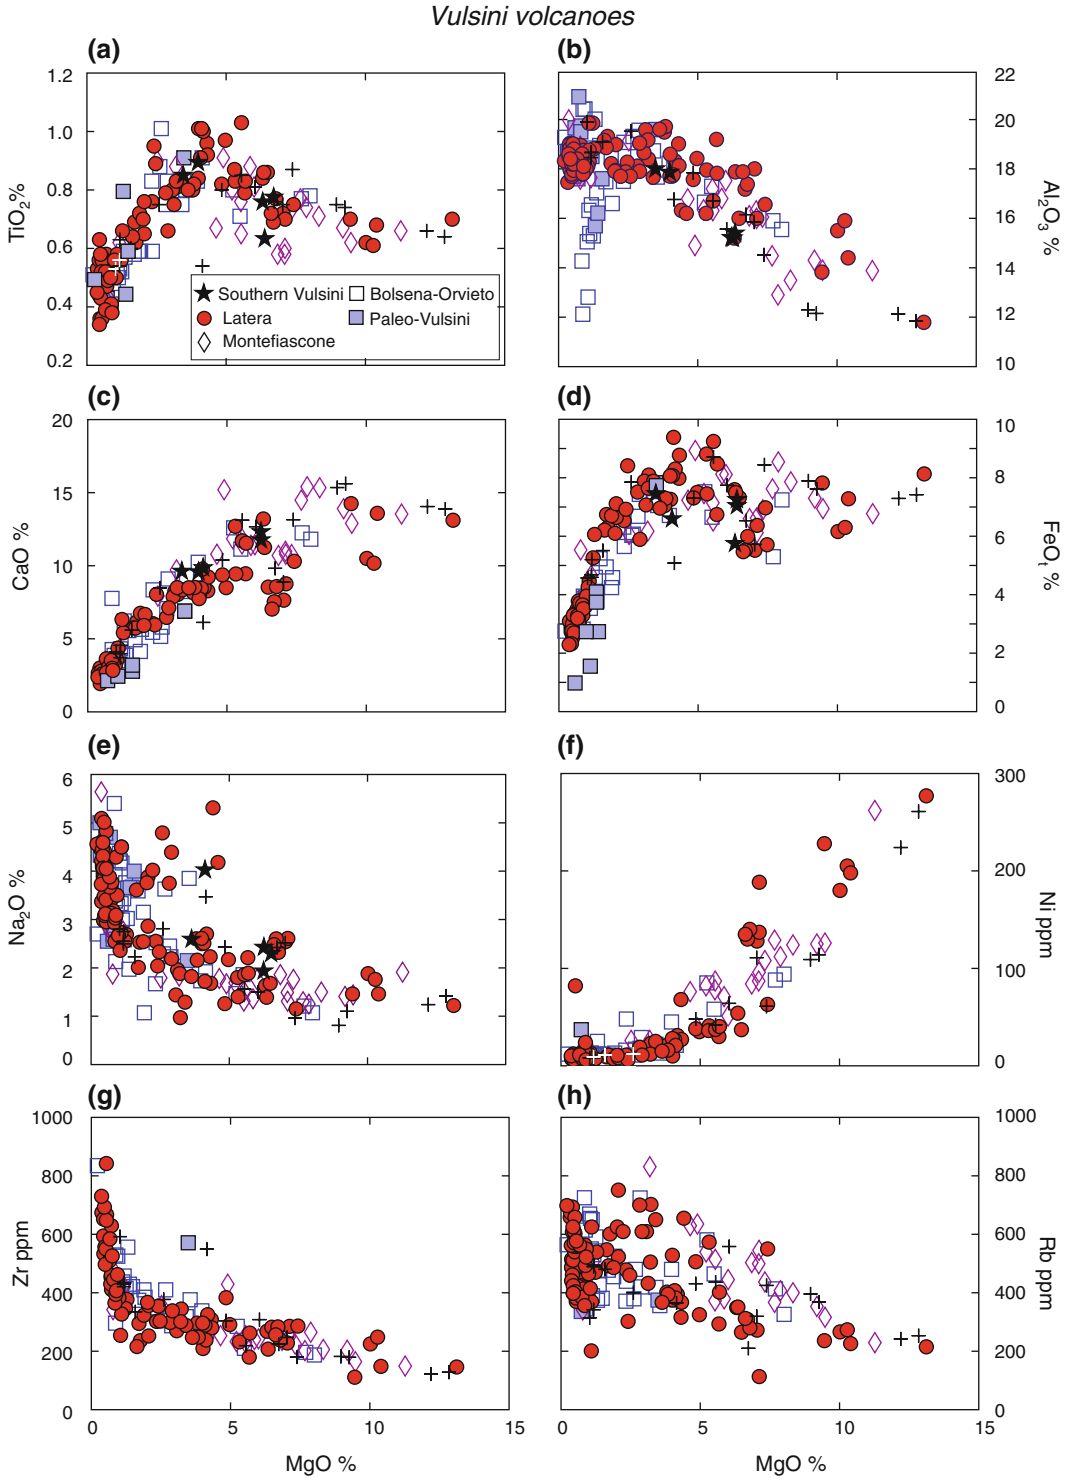 Vulsini volcanoes
(a)
(b)
1.2
1.0
0.8
0.6
0.4
0.2
TiO2%
22
20
18
16
14
12
10
Al2O3 %
Southern Vulsini
Bolsena-Orvieto
Latera
Paleo-Vulsini
Montefiascone
(c)
(d)
20
15
10
5
0
CaO %
10
8
6
4
2
0
FeOt %
(e)
(f)
6
5
4
3
2
1
0
Na2O %
300
200
100
0
Ni ppm
(g)
(h)
1000
800
600
400
200
0
Zr ppm
1000
800
600
400
200
0
Rb ppm
0 5 10 15
0 5 10 15
MgO %
MgO %